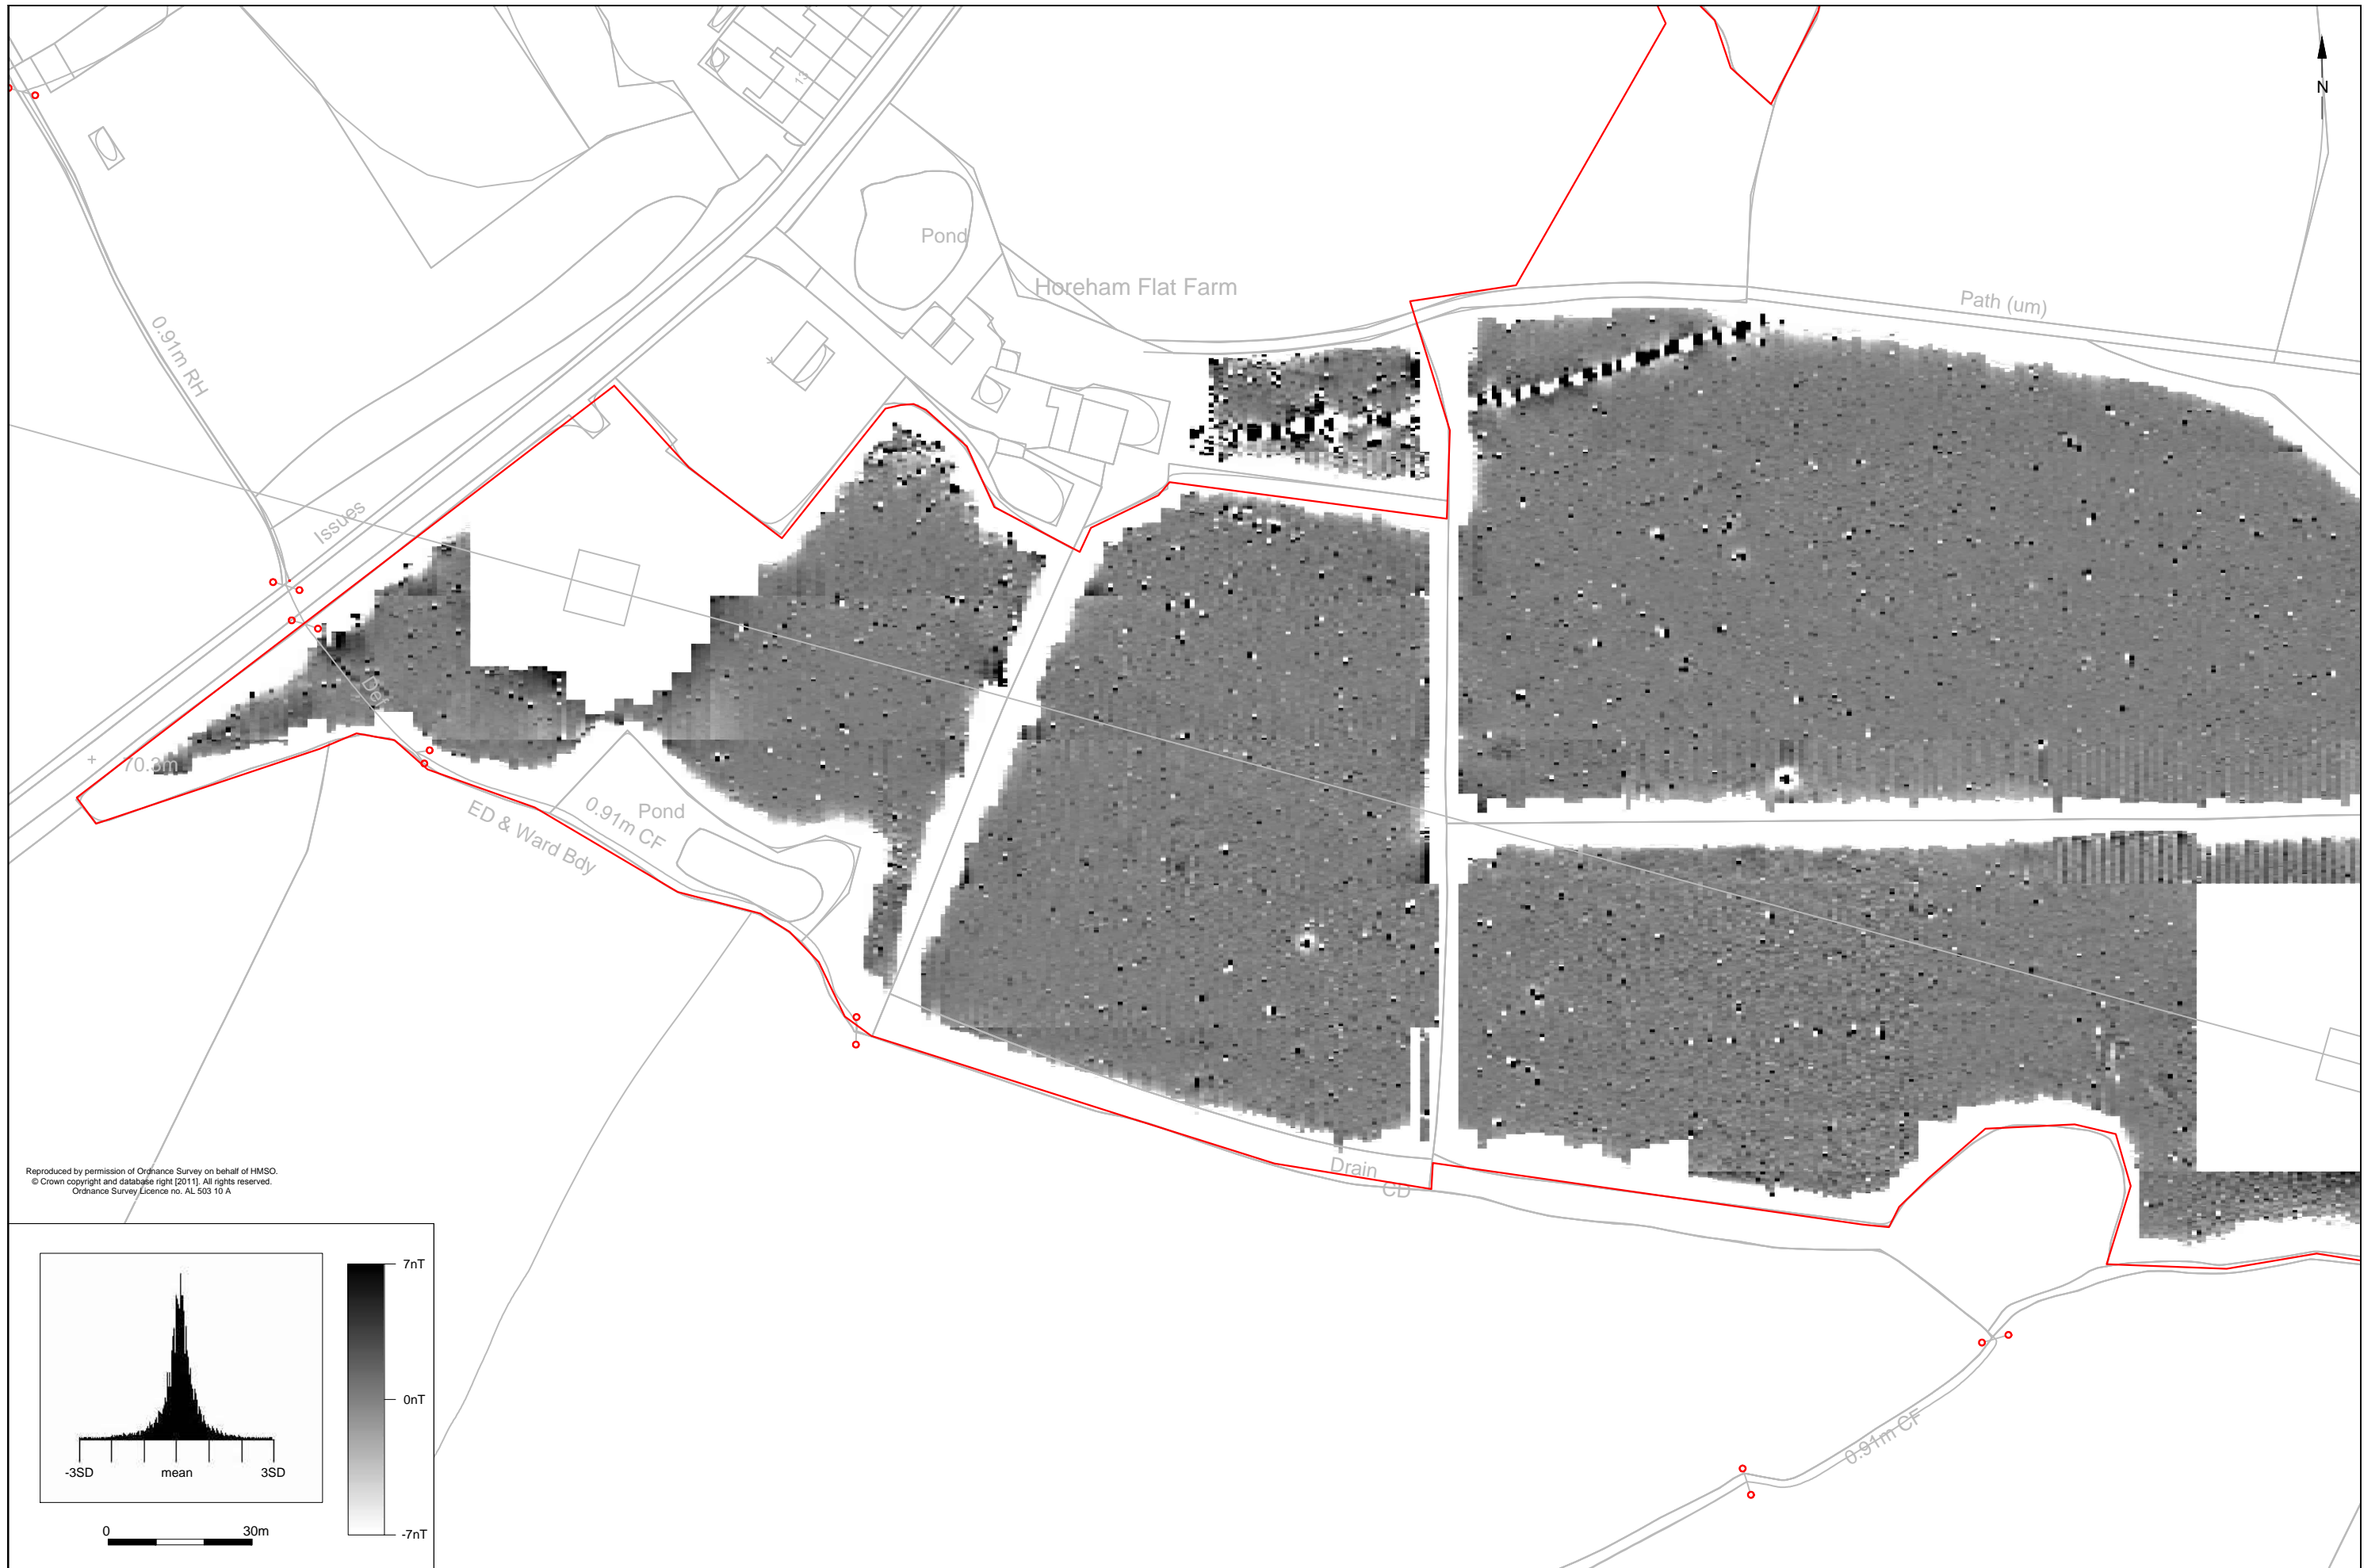 N
13
Pond
Horeham Flat Farm
Path (um)
0.91m RH
Issues
70.3m
Pond
0.91m CF
ED & Ward Bdy
Drain
CD
0.91m CF
Reproduced by permission of Ordnance Survey on behalf of HMSO.
© Crown copyright and database right [2011]. All rights reserved.
Ordnance Survey Licence no. AL 503 10 A
7nT
0nT
-7nT
-3SD
mean
3SD
0
30m